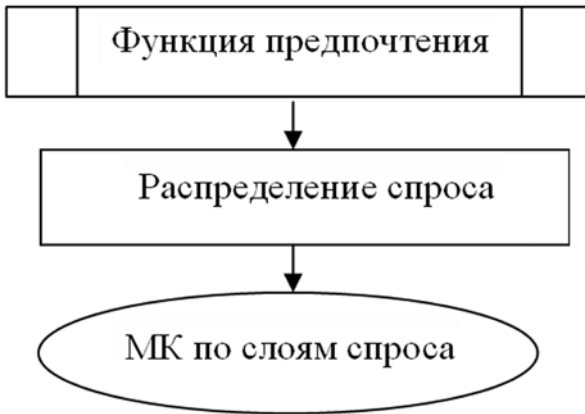 Функция предпочтения
Распределение спроса
МК по слоям спроса